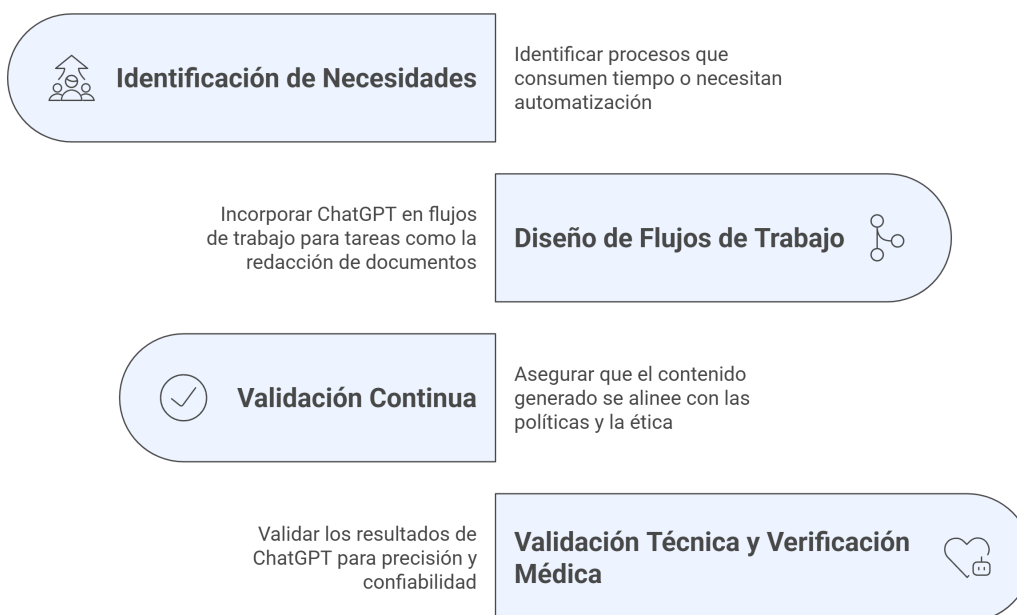 Identificación de Necesidades
Identificar procesos que
consumen tiempo o necesitan
automatización
Incorporar ChatGPT en flujos
de trabajo para tareas como la
redacción de documentos
Diseño de Flujos de Trabajo
Validación Continua
Asegurar que el contenido
generado se alinee con las
políticas y la ética
Validar los resultados de
ChatGPT para precisión y
confiabilidad
Validación Técnica y Verificación
Médica